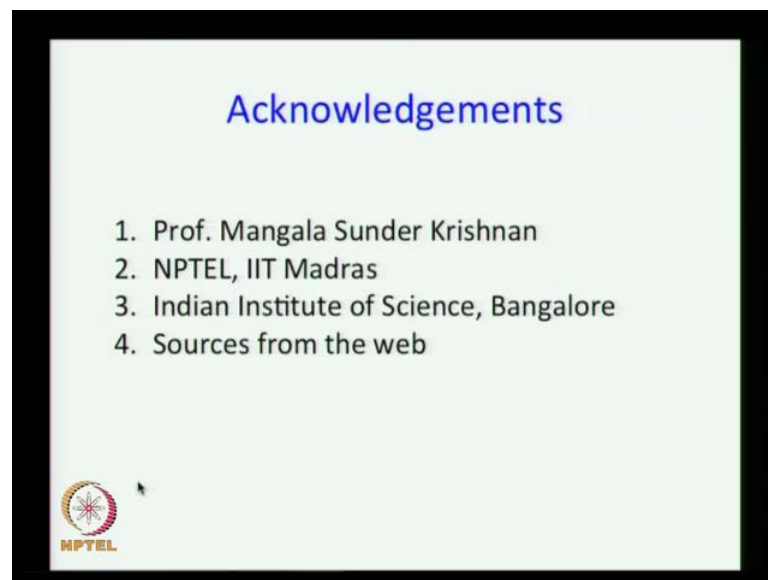 Acknowledgements
1. Prof. Mangala Sunder Krishnan
2. NPTEL, IIT Madras
3. Indian Institute of Science, Bangalore
4. Sources from the web
NPTEL